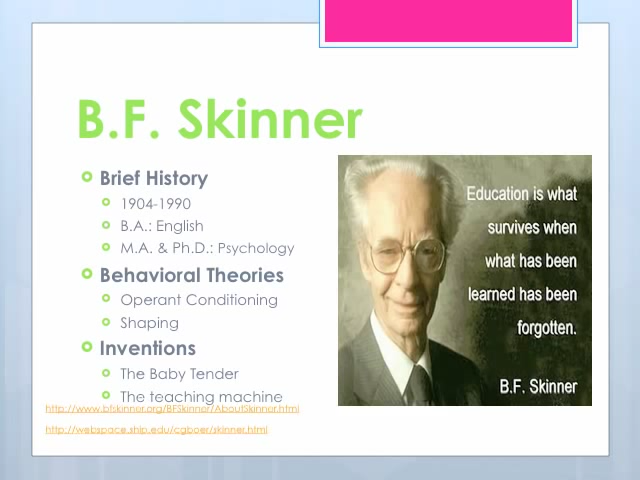 B.F. Skinner
Brief History
1904-1990
B.A.: English
M.A. & Ph.D.: Psychology
Behavioral Theories
Operant Conditioning
Shaping
Inventions
The Baby Tender
The teaching machine
http://www.bfskinner.org/BFSkinner/AboutSkinner.html
http://webspace.ship.edu/cgboer/skinner.html
Education is what
survives when
what has been
learned has been
forgotten.
B.F. Skinner